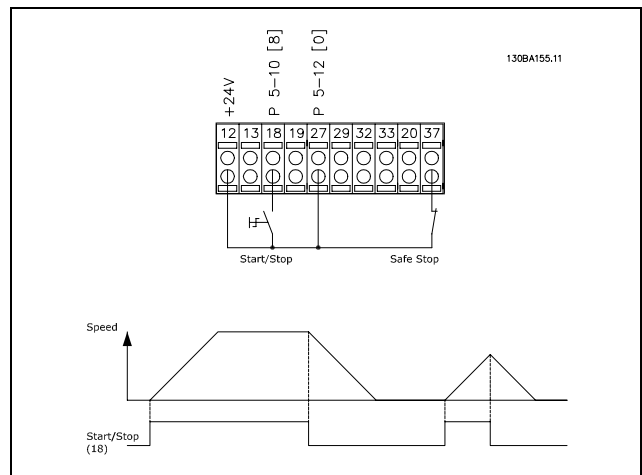 130BA155.11
+24V
P 5-10 [8]
P 5-12 [0]
12 13 18 19 27 29 32 33 20 37
Start/Stop
Safe Stop
Speed
Start/Stop
(18)